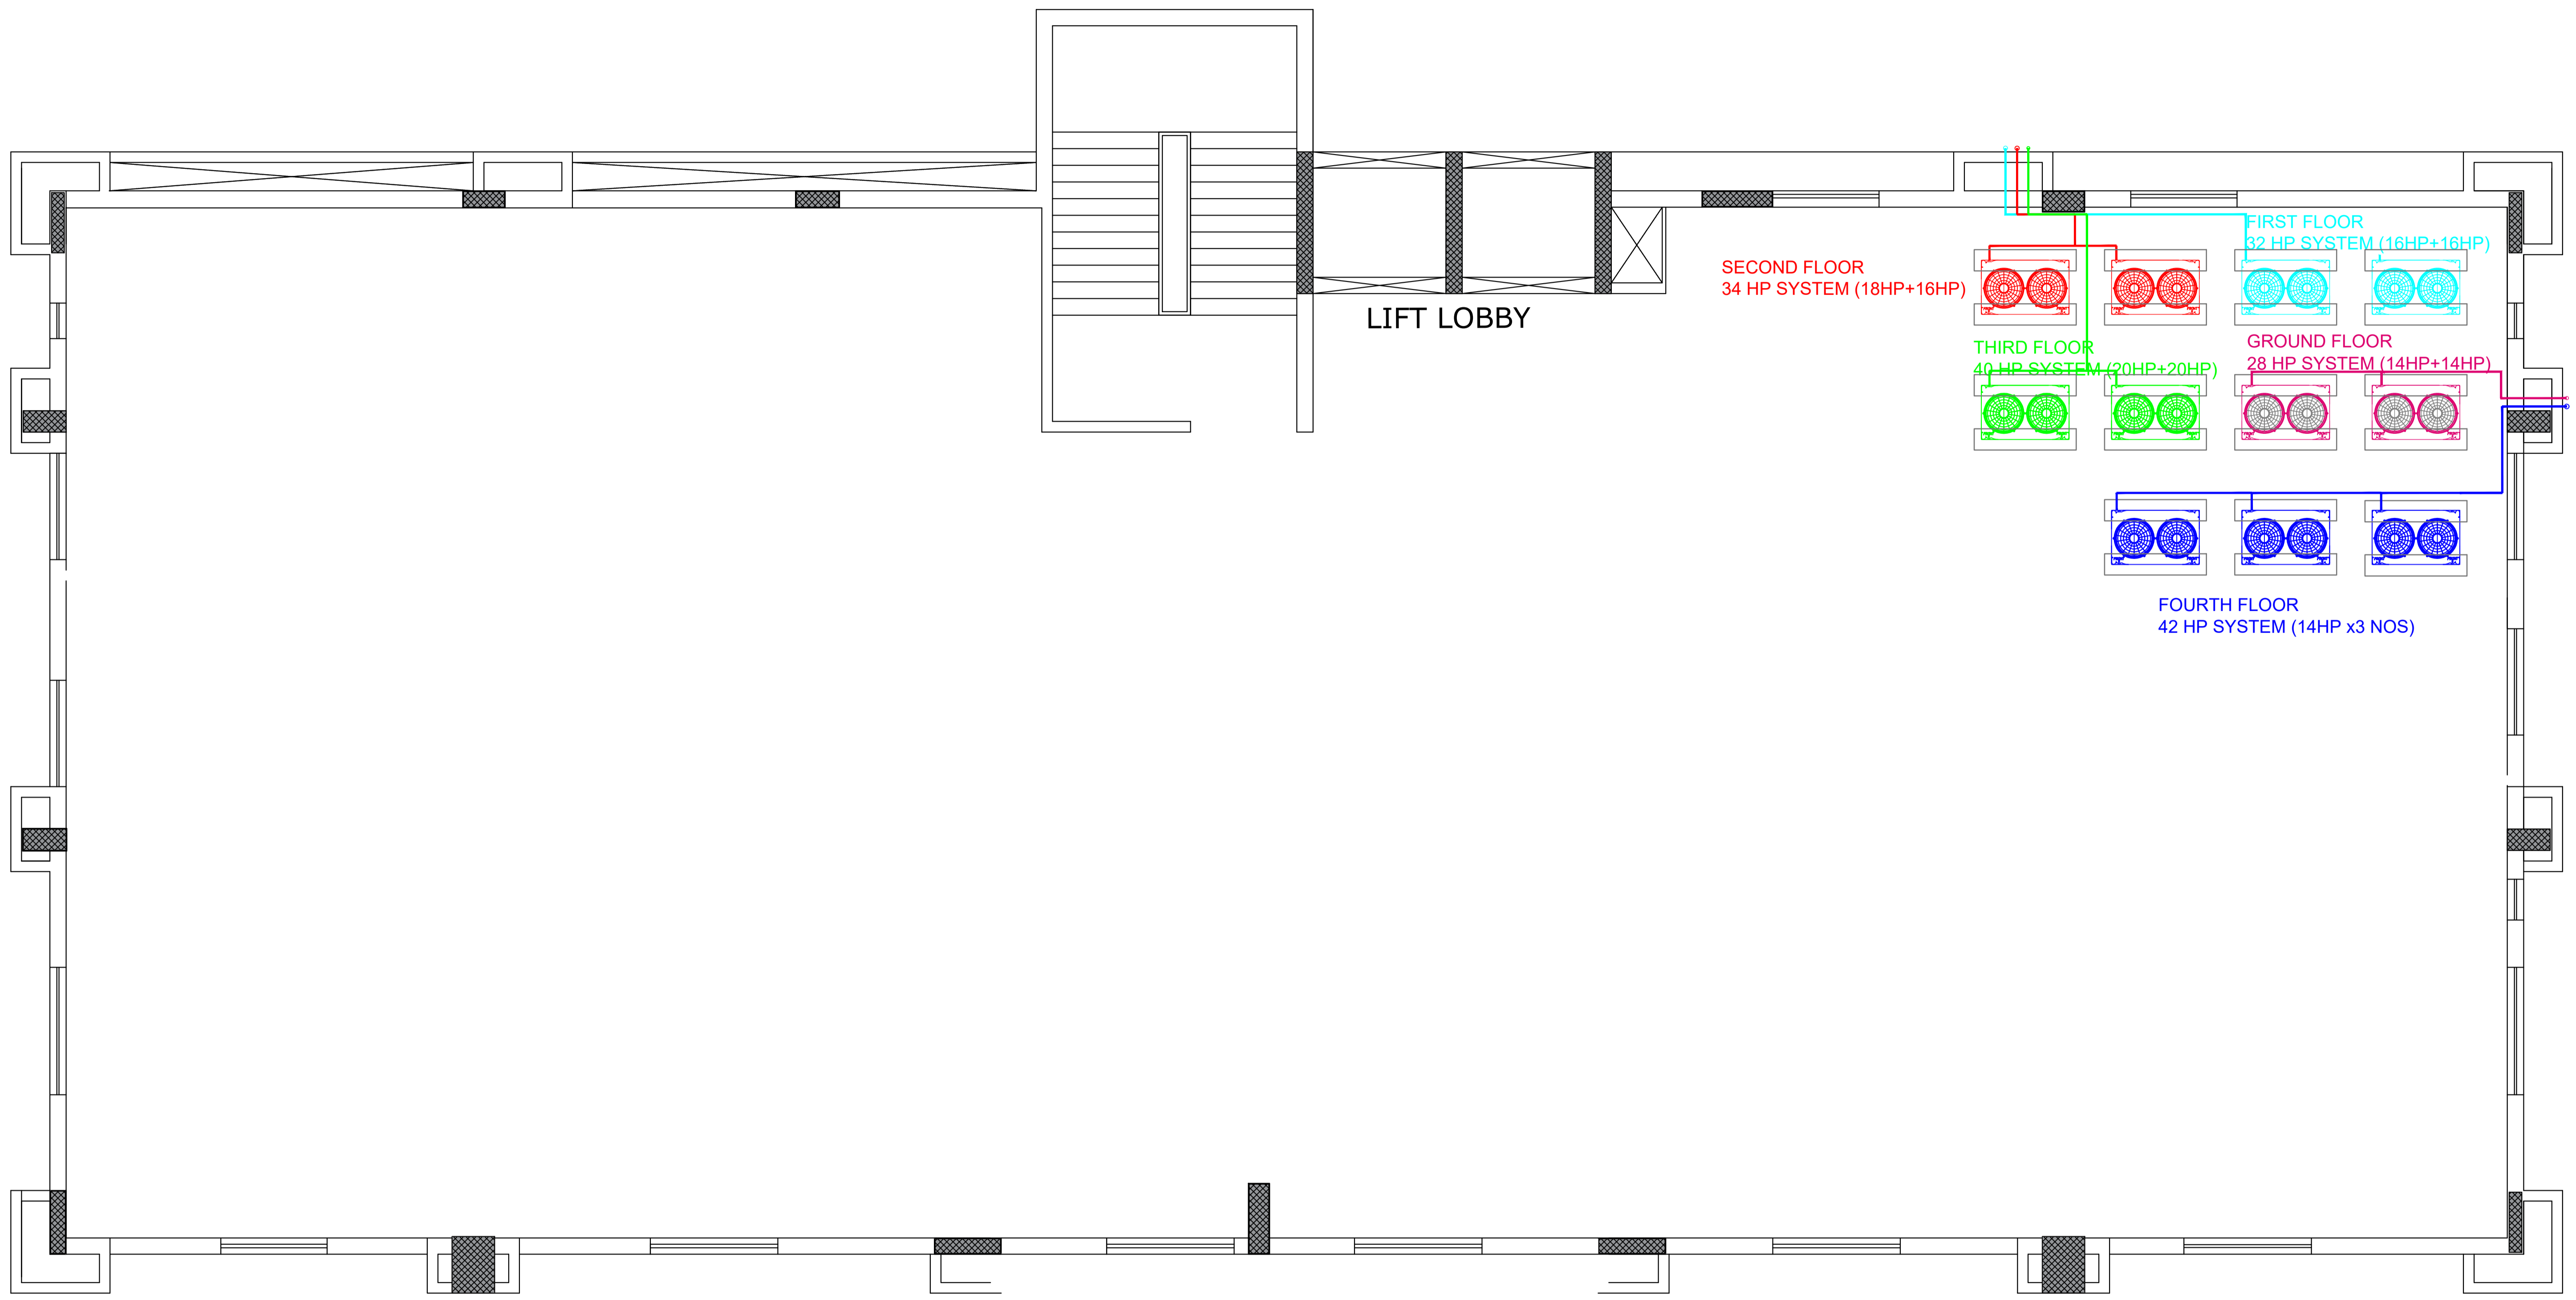 FIRST FLOOR
32 HP SYSTEM (16HP+16HP)
SECOND FLOOR
34 HP SYSTEM (18HP+16HP)
LIFT LOBBY
THIRD FLOOR
40 HP SYSTEM (20HP+20HP)
GROUND FLOOR
28 HP SYSTEM (14HP+14HP)
FOURTH FLOOR
42 HP SYSTEM (14HP x3 NOS)